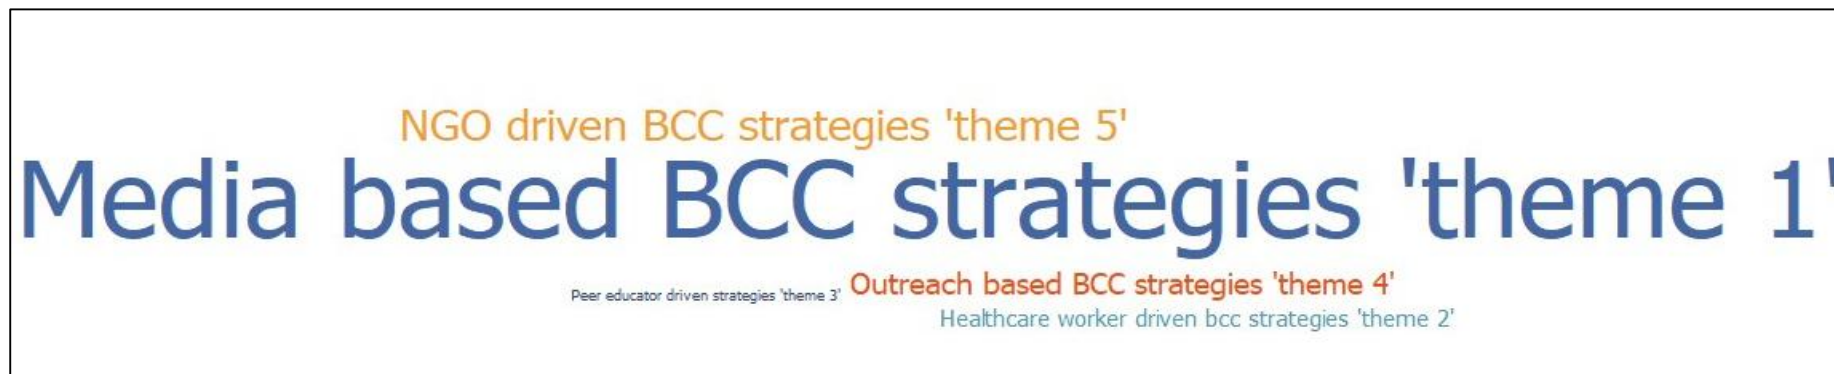 NGO driven BCC strategies 'theme 5'
Media based BCC strategies 'theme 1'
Peer educator driven strategies 'theme 3'
Outreach based BCC strategies 'theme 4'
Healthcare worker driven bcc strategies 'theme 2'